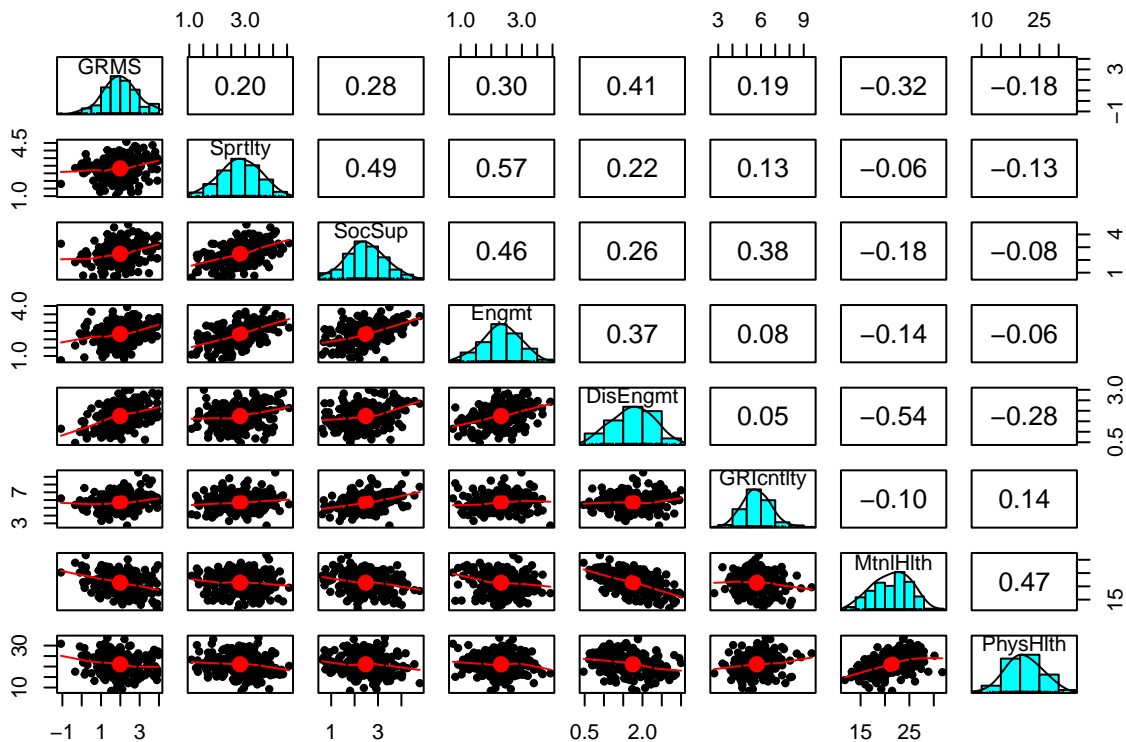 1.0 3.0 1.0 3.0 3 6 9 10 25
GRMS 0.20 0.28 0.30 0.41 0.19 −0.32 −0.18 −1 3
1.0 4.5 Sprtlty 0.49 0.57 0.22 0.13 −0.06 −0.13
SocSup 0.46 0.26 0.38 −0.18 −0.08 1 4
1.0 4.0 Engmt 0.37 0.08 −0.14 −0.06
DisEngmt 0.05 −0.54 −0.28 0.5 3.0
3 7 GRIcntlty −0.10 0.14
MtnlHlth 0.47 15
10 30 PhysHlth
−1 1 3 1 3 0.5 2.0 15 25